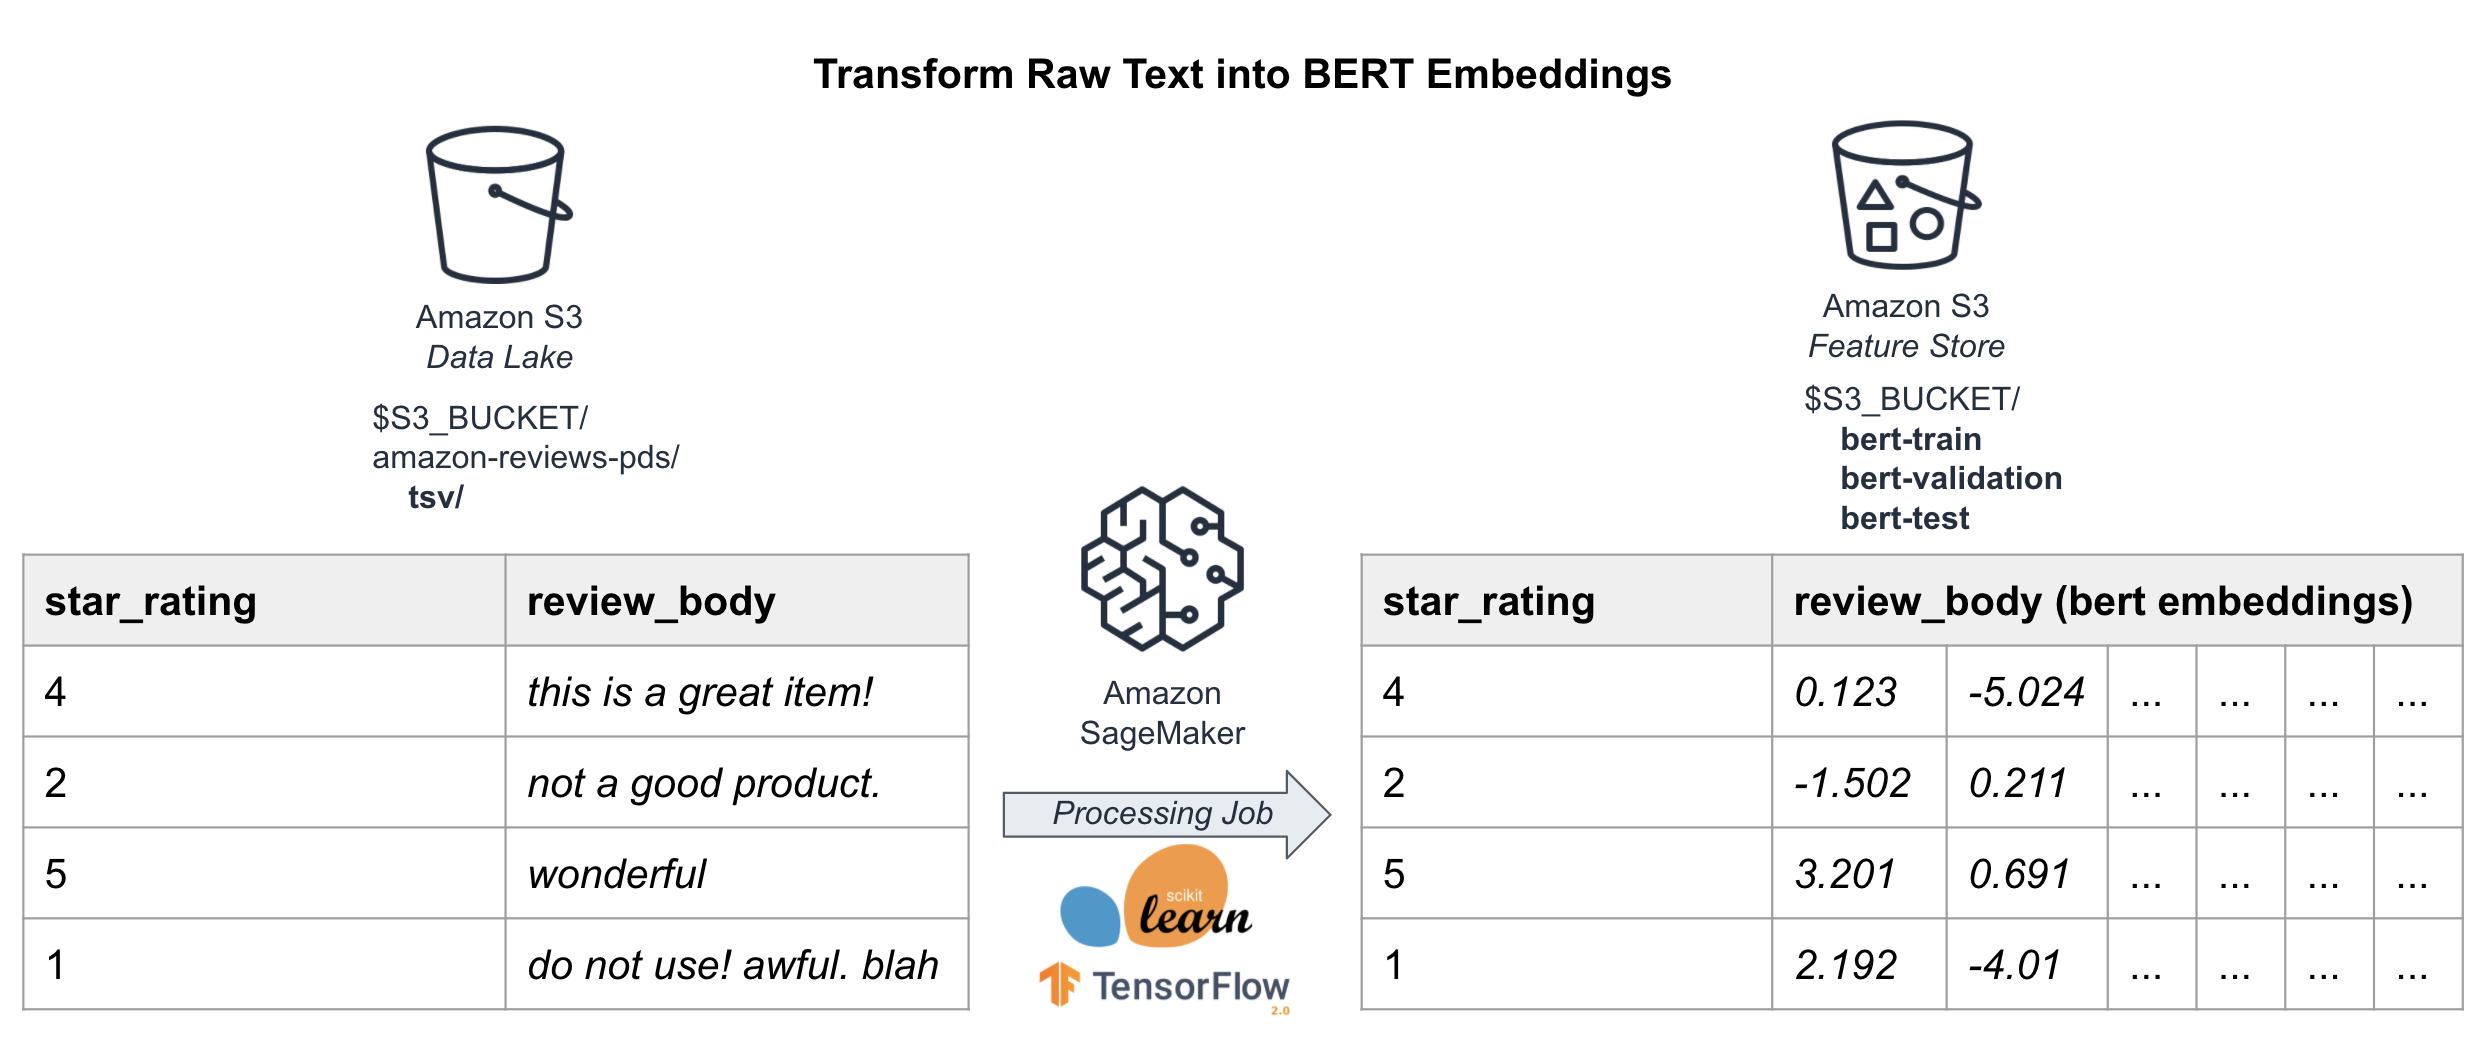 Transform Raw Text into BERT Embeddings
Amazon S3
Data Lake
$S3_BUCKET/
amazon-reviews-pds/
tsv/
star_rating review_body
4 this is a great item!
2 not a good product.
5 wonderful
1 do not use! awful. blah
Amazon
SageMaker
Processing Job
scikit
learn
TensorFlow
2.0
Amazon S3
Feature Store
$S3_BUCKET/
bert-train
bert-validation
bert-test
star_rating review_body (bert embeddings)
4 0.123 -5.024 ... ... ... ...
2 -1.502 0.211 ... ... ... ...
5 3.201 0.691 ... ... ... ...
1 2.192 -4.01 ... ... ... ...